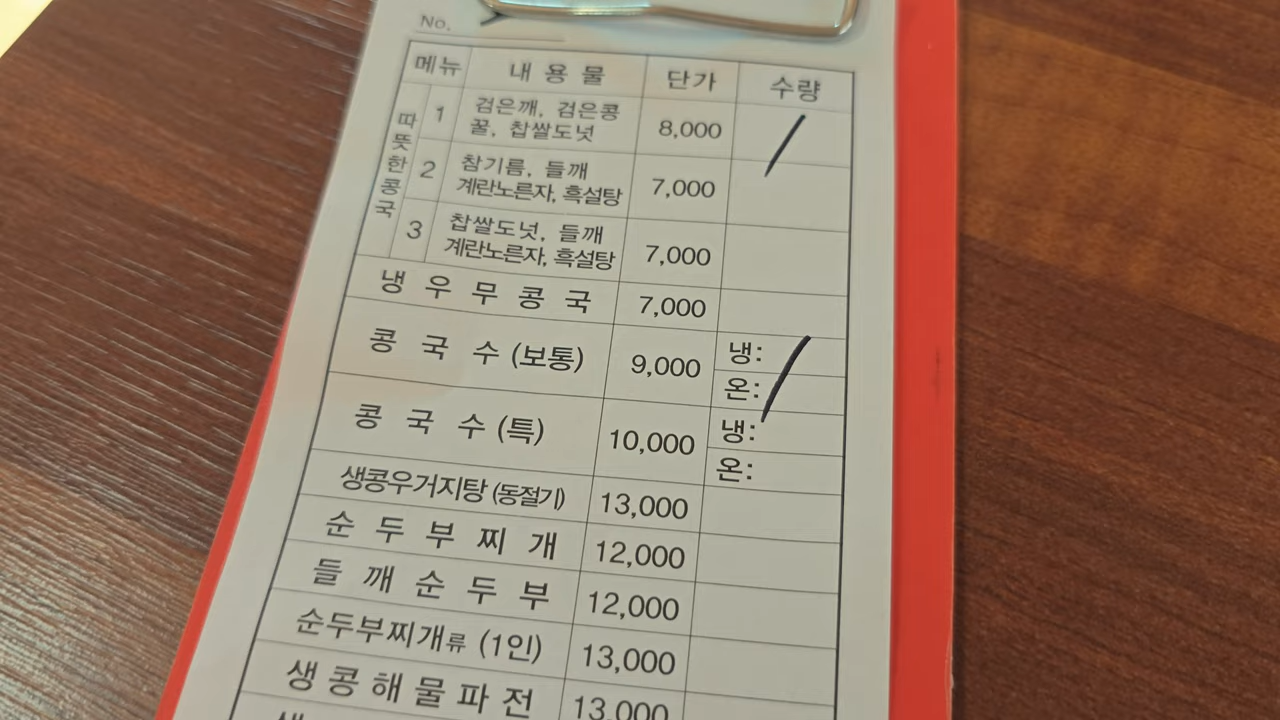 No.
메뉴 내용물 단가 수량
따뜻한콩국
1 검은깨, 검은콩 꿀, 찹쌀도넛 8,000 /
2 참기름, 들깨 계란노른자, 흑설탕 7,000
3 찹쌀도넛, 들깨 계란노른자, 흑설탕 7,000
냉우무콩국 7,000
콩국수 (보통) 9,000 냉: /
온:
콩국수 (특) 10,000 냉:
온:
생콩우거지탕 (동절기) 13,000
순두부찌개 12,000
들깨순두부 12,000
순두부찌개류 (1인) 13,000
생콩해물파전 13,000